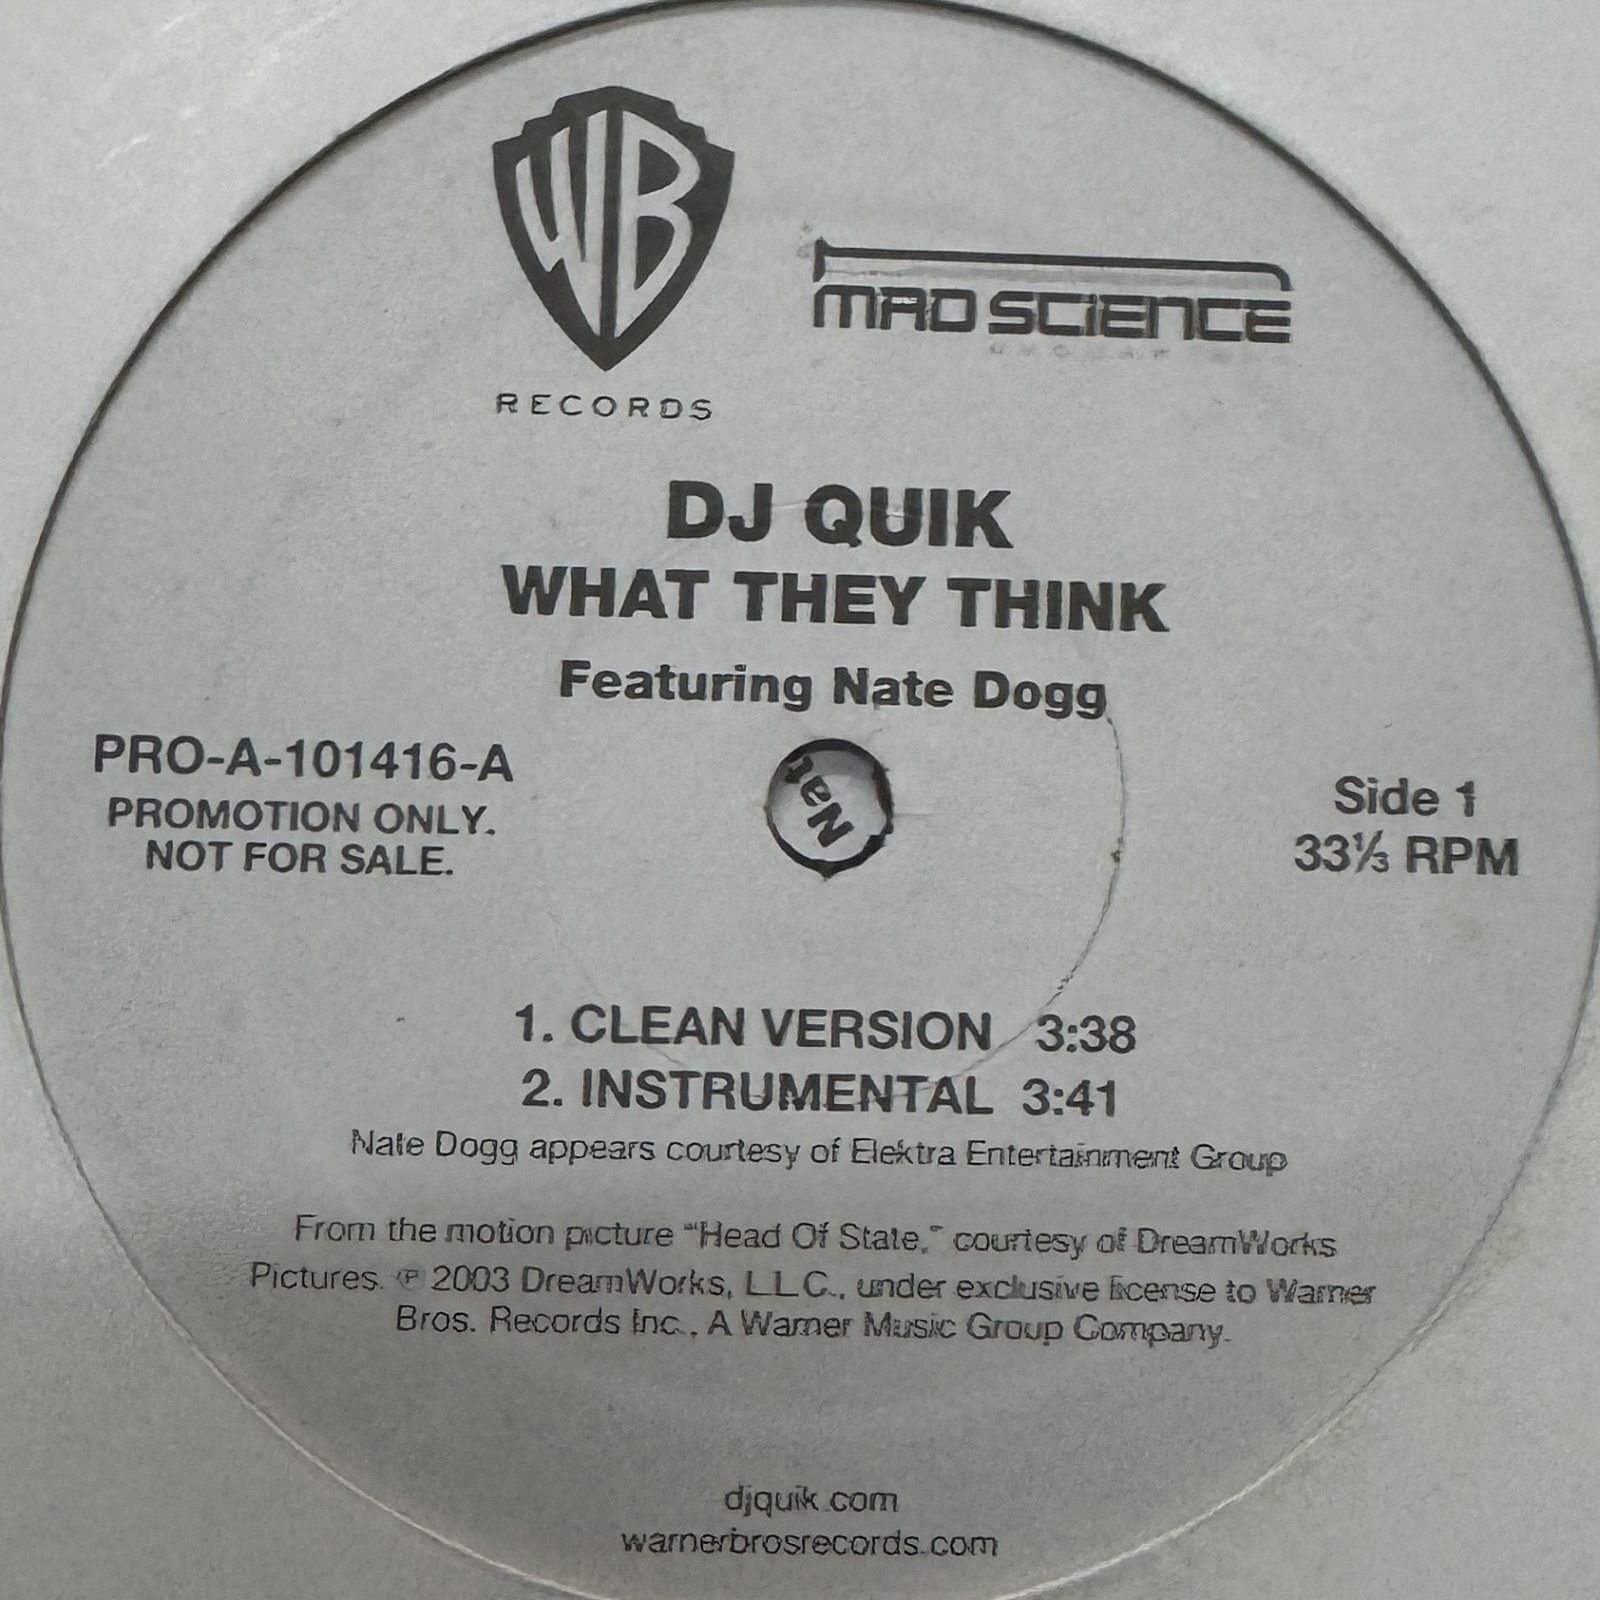 WB
RECORDS
MAD SCIENCE
DJ QUIK
WHAT THEY THINK
Featuring Nate Dogg
PRO-A-101416-A
PROMOTION ONLY.
NOT FOR SALE.
Nat
Side 1
33⅓ RPM
1. CLEAN VERSION 3:38
2. INSTRUMENTAL 3:41
Nate Dogg appears courtesy of Elektra Entertainment Group
From the motion picture "Head Of State," courtesy of DreamWorks
Pictures. ℗ 2003 DreamWorks, L.L.C., under exclusive license to Warner
Bros. Records Inc., A Warner Music Group Company.
djquik.com
warnerbrosrecords.com